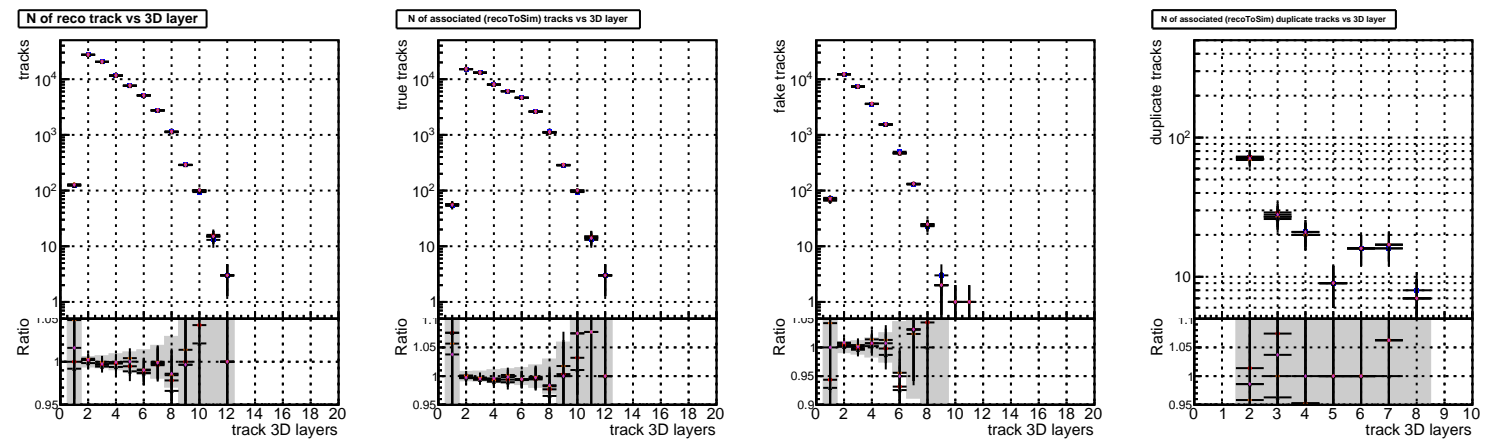 N of reco track vs 3D layer
tracks
10⁴
10³
10²
10
1
Ratio
1.05
1
0.95
0 2 4 6 8 10 12 14 16 18 20
track 3D layers
N of associated (recoToSim) tracks vs 3D layer
true tracks
10⁴
10³
10²
10
1
Ratio
1.1
1.05
1
0.95
0 2 4 6 8 10 12 14 16 18 20
track 3D layers
fake tracks
10⁴
10³
10²
10
1
Ratio
1.05
1
0.95
0.9
0 2 4 6 8 10 12 14 16 18 20
track 3D layers
N of associated (recoToSim) duplicate tracks vs 3D layer
duplicate tracks
10²
10
Ratio
1.1
1.05
1
0.95
0 1 2 3 4 5 6 7 8 9 10
track 3D layers